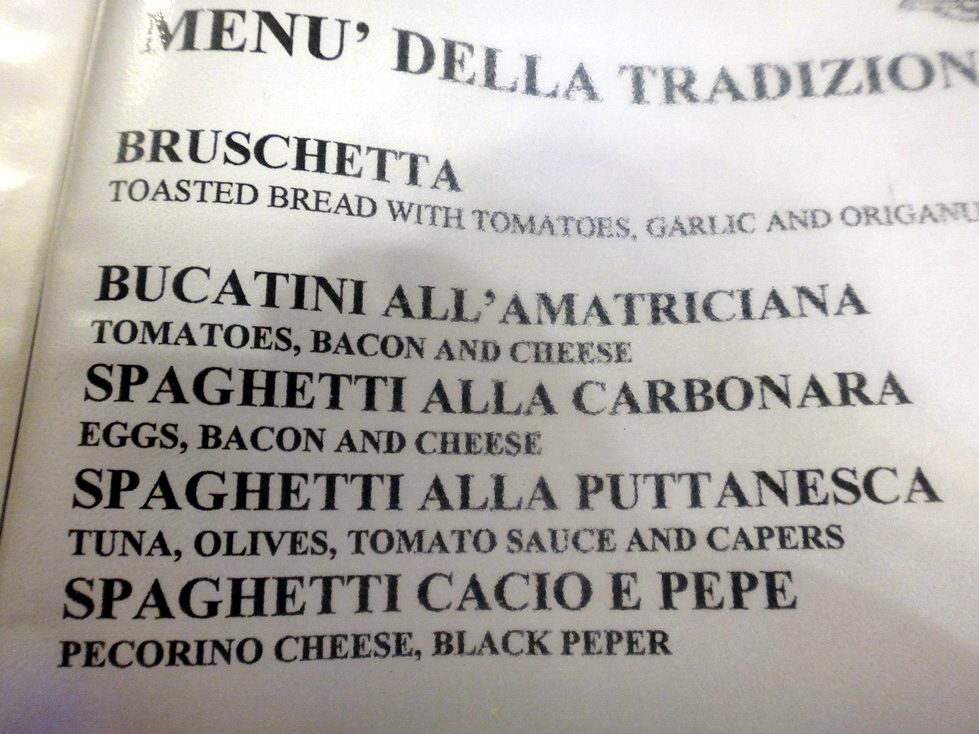 MENU' DELLA TRADIZION
BRUSCHETTA
TOASTED BREAD WITH TOMATOES, GARLIC AND ORIGANU
BUCATINI ALL'AMATRICIANA
TOMATOES, BACON AND CHEESE
SPAGHETTI ALLA CARBONARA
EGGS, BACON AND CHEESE
SPAGHETTI ALLA PUTTANESCA
TUNA, OLIVES, TOMATO SAUCE AND CAPERS
SPAGHETTI CACIO E PEPE
PECORINO CHEESE, BLACK PEPER